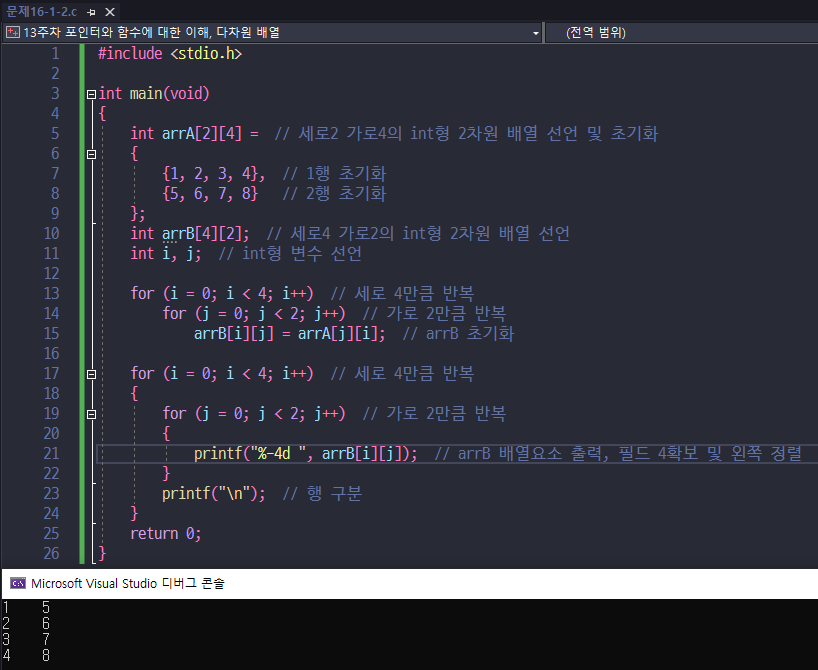 문제16-1-2.c
13주차 포인터와 함수에 대한 이해, 다차원 배열 (전역 범위)
1 #include <stdio.h>
2
3 int main(void)
4 {
5 int arrA[2][4] = // 세로2 가로4의 int형 2차원 배열 선언 및 초기화
6 {
7 {1, 2, 3, 4}, // 1행 초기화
8 {5, 6, 7, 8} // 2행 초기화
9 };
10 int arrB[4][2]; // 세로4 가로2의 int형 2차원 배열 선언
11 int i, j; // int형 변수 선언
12
13 for (i = 0; i < 4; i++) // 세로 4만큼 반복
14 for (j = 0; j < 2; j++) // 가로 2만큼 반복
15 arrB[i][j] = arrA[j][i]; // arrB 초기화
16
17 for (i = 0; i < 4; i++) // 세로 4만큼 반복
18 {
19 for (j = 0; j < 2; j++) // 가로 2만큼 반복
20 {
21 printf("%-4d ", arrB[i][j]); // arrB 배열요소 출력, 필드 4확보 및 왼쪽 정렬
22 }
23 printf("\n"); // 행 구분
24 }
25 return 0;
26 }
Microsoft Visual Studio 디버그 콘솔
1 5
2 6
3 7
4 8